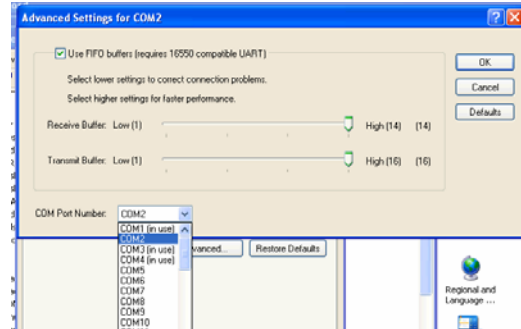 Advanced Settings for COM2
Use FIFO buffers (requires 16550 compatible UART)
OK
Select lower settings to correct connection problems.
Cancel
Select higher settings for faster performance.
Defaults
Receive Buffer: Low (1) High (14) (14)
Transmit Buffer: Low (1) High (16) (16)
COM Port Number: COM2
COM1 (in use)
COM2
COM3 (in use)
COM4 (in use)
COM5
COM6
COM7
COM8
COM9
COM10
Restore Defaults
Regional and
Language ...